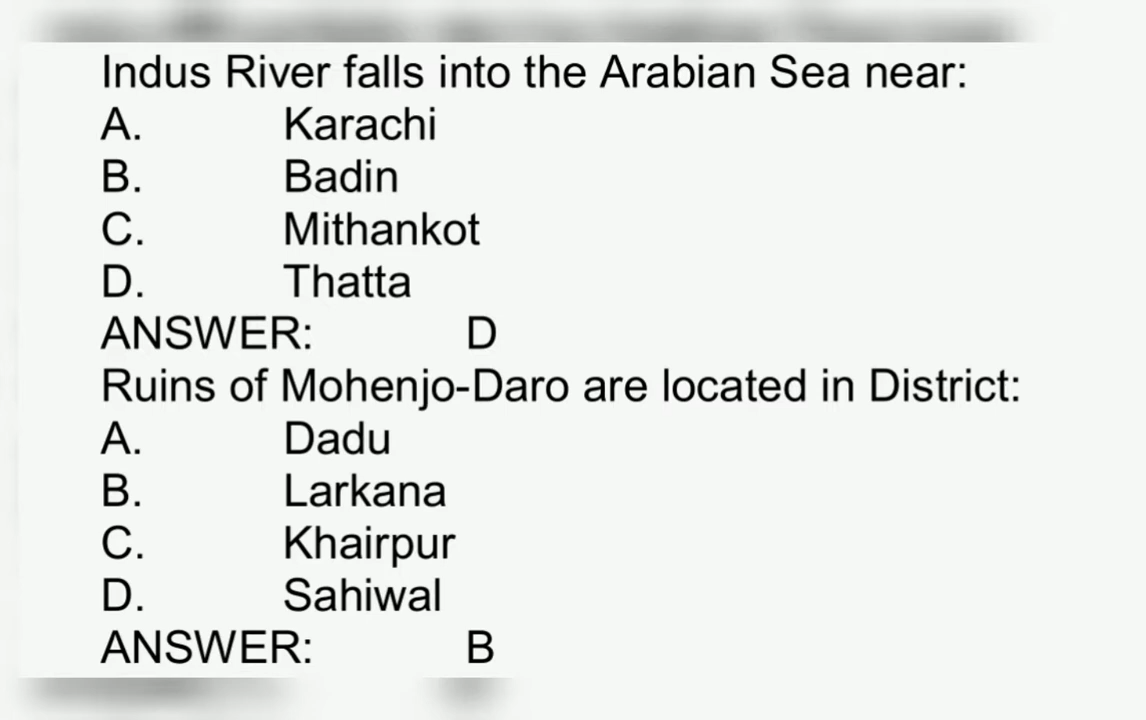 Indus River falls into the Arabian Sea near:
A. Karachi
B. Badin
C. Mithankot
D. Thatta
ANSWER: D
Ruins of Mohenjo-Daro are located in District:
A. Dadu
B. Larkana
C. Khairpur
D. Sahiwal
ANSWER: B